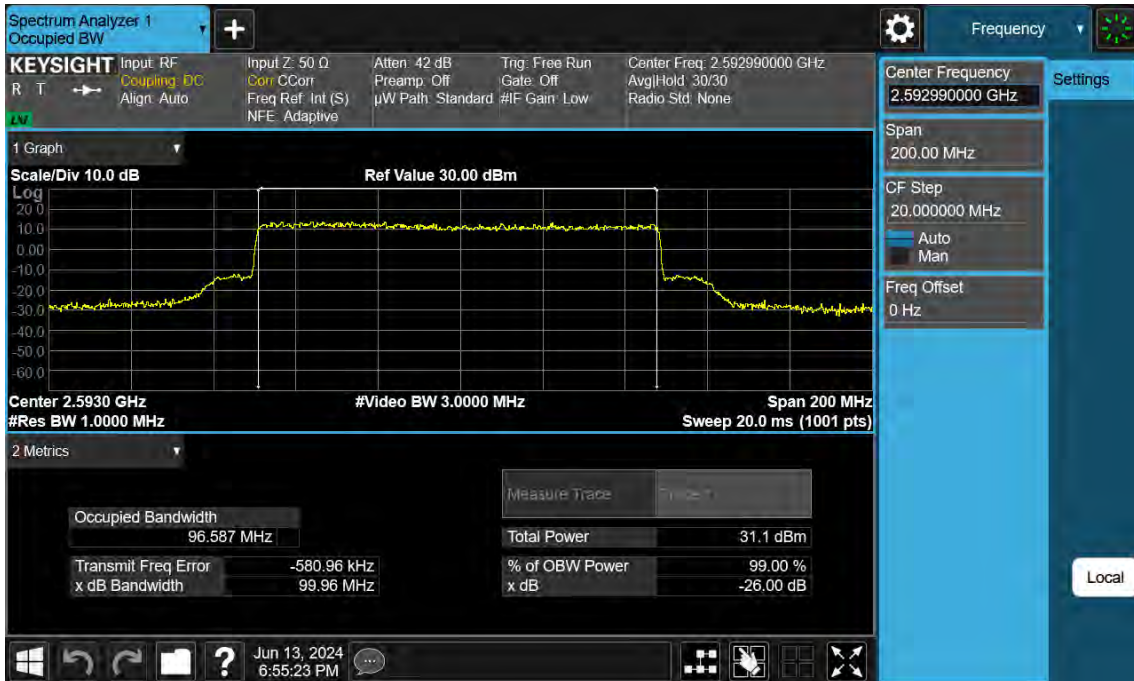 Spectrum Analyzer 1
Occupied BW
+
Frequency
KEYSIGHT
R T
LXI
Input: RF
Coupling: DC
Align: Auto
Input Z: 50 Ω
Corr CCorr
Freq Ref: Int (S)
NFE: Adaptive
Atten: 42 dB
Preamp: Off
µW Path: Standard
Trig: Free Run
Gate: Off
#IF Gain: Low
Center Freq: 2.592990000 GHz
Avg|Hold: 30/30
Radio Std: None
1 Graph
Scale/Div 10.0 dB
Ref Value 30.00 dBm
Log
20.0
10.0
0.00
-10.0
-20.0
-30.0
-40.0
-50.0
-60.0
Center 2.5930 GHz
#Video BW 3.0000 MHz
Span 200 MHz
#Res BW 1.0000 MHz
Sweep 20.0 ms (1001 pts)
2 Metrics
Measure Trace
Trace 1
Occupied Bandwidth
96.587 MHz
Total Power 31.1 dBm
Transmit Freq Error -580.96 kHz
% of OBW Power 99.00 %
x dB Bandwidth 99.96 MHz
x dB -26.00 dB
Center Frequency
2.592990000 GHz
Settings
Span
200.00 MHz
CF Step
20.000000 MHz
Auto
Man
Freq Offset
0 Hz
Local
?
Jun 13, 2024
6:55:23 PM